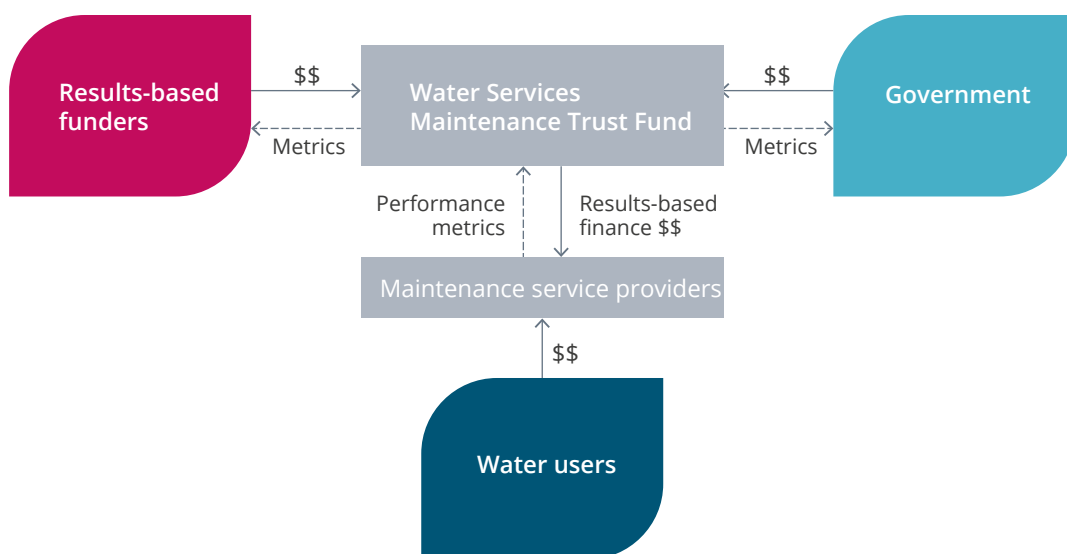 Results-based
funders
$$
Metrics
Water Services
Maintenance Trust Fund
$$
Metrics
Government
Performance
metrics
Results-based
finance $$
Maintenance service providers
$$
Water users